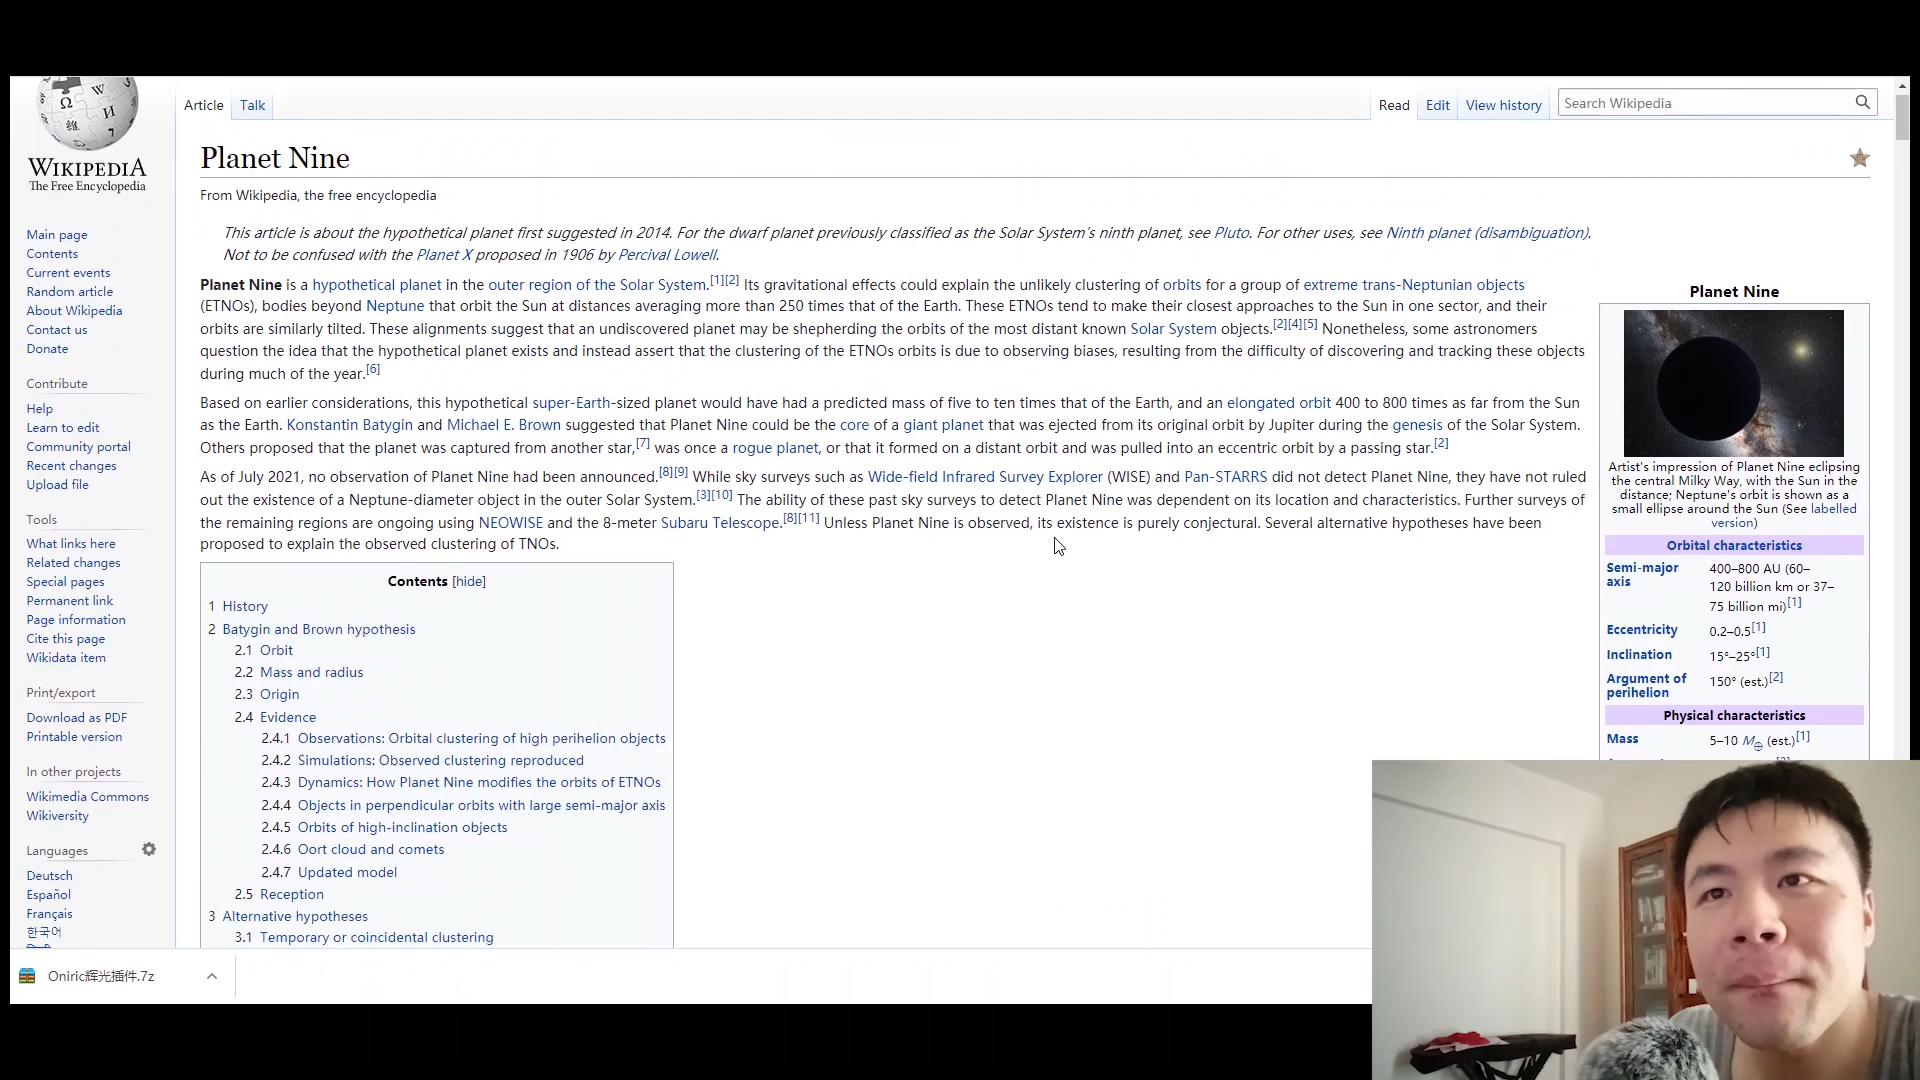 WIKIPEDIA
The Free Encyclopedia
Main page
Contents
Current events
Random article
About Wikipedia
Contact us
Donate
Contribute
Help
Learn to edit
Community portal
Recent changes
Upload file
Tools
What links here
Related changes
Special pages
Permanent link
Page information
Cite this page
Wikidata item
Print/export
Download as PDF
Printable version
In other projects
Wikimedia Commons
Wikiversity
Languages
Deutsch
Español
Français
한국어
Article Talk
Read Edit View history Search Wikipedia
Planet Nine
From Wikipedia, the free encyclopedia
This article is about the hypothetical planet first suggested in 2014. For the dwarf planet previously classified as the Solar System's ninth planet, see Pluto. For other uses, see Ninth planet (disambiguation).
Not to be confused with the Planet X proposed in 1906 by Percival Lowell.
Planet Nine is a hypothetical planet in the outer region of the Solar System.[1][2] Its gravitational effects could explain the unlikely clustering of orbits for a group of extreme trans-Neptunian objects
(ETNOs), bodies beyond Neptune that orbit the Sun at distances averaging more than 250 times that of the Earth. These ETNOs tend to make their closest approaches to the Sun in one sector, and their
orbits are similarly tilted. These alignments suggest that an undiscovered planet may be shepherding the orbits of the most distant known Solar System objects.[2][4][5] Nonetheless, some astronomers
question the idea that the hypothetical planet exists and instead assert that the clustering of the ETNOs orbits is due to observing biases, resulting from the difficulty of discovering and tracking these objects
during much of the year.[6]
Based on earlier considerations, this hypothetical super-Earth-sized planet would have had a predicted mass of five to ten times that of the Earth, and an elongated orbit 400 to 800 times as far from the Sun
as the Earth. Konstantin Batygin and Michael E. Brown suggested that Planet Nine could be the core of a giant planet that was ejected from its original orbit by Jupiter during the genesis of the Solar System.
Others proposed that the planet was captured from another star,[7] was once a rogue planet, or that it formed on a distant orbit and was pulled into an eccentric orbit by a passing star.[2]
As of July 2021, no observation of Planet Nine had been announced.[8][9] While sky surveys such as Wide-field Infrared Survey Explorer (WISE) and Pan-STARRS did not detect Planet Nine, they have not ruled
out the existence of a Neptune-diameter object in the outer Solar System.[3][10] The ability of these past sky surveys to detect Planet Nine was dependent on its location and characteristics. Further surveys of
the remaining regions are ongoing using NEOWISE and the 8-meter Subaru Telescope.[8][11] Unless Planet Nine is observed, its existence is purely conjectural. Several alternative hypotheses have been
proposed to explain the observed clustering of TNOs.
Contents [hide]
1 History
2 Batygin and Brown hypothesis
2.1 Orbit
2.2 Mass and radius
2.3 Origin
2.4 Evidence
2.4.1 Observations: Orbital clustering of high perihelion objects
2.4.2 Simulations: Observed clustering reproduced
2.4.3 Dynamics: How Planet Nine modifies the orbits of ETNOs
2.4.4 Objects in perpendicular orbits with large semi-major axis
2.4.5 Orbits of high-inclination objects
2.4.6 Oort cloud and comets
2.4.7 Updated model
2.5 Reception
3 Alternative hypotheses
3.1 Temporary or coincidental clustering
Planet Nine
Artist's impression of Planet Nine eclipsing
the central Milky Way, with the Sun in the
distance; Neptune's orbit is shown as a
small ellipse around the Sun (See labelled
version)
Orbital characteristics
Semi-major axis 400–800 AU (60–
120 billion km or 37–
75 billion mi)[1]
Eccentricity 0.2–0.5[1]
Inclination 15°–25°[1]
Argument of perihelion 150° (est.)[2]
Physical characteristics
Mass 5–10 M⊕ (est.)[1]
Oniric辉光插件.7z